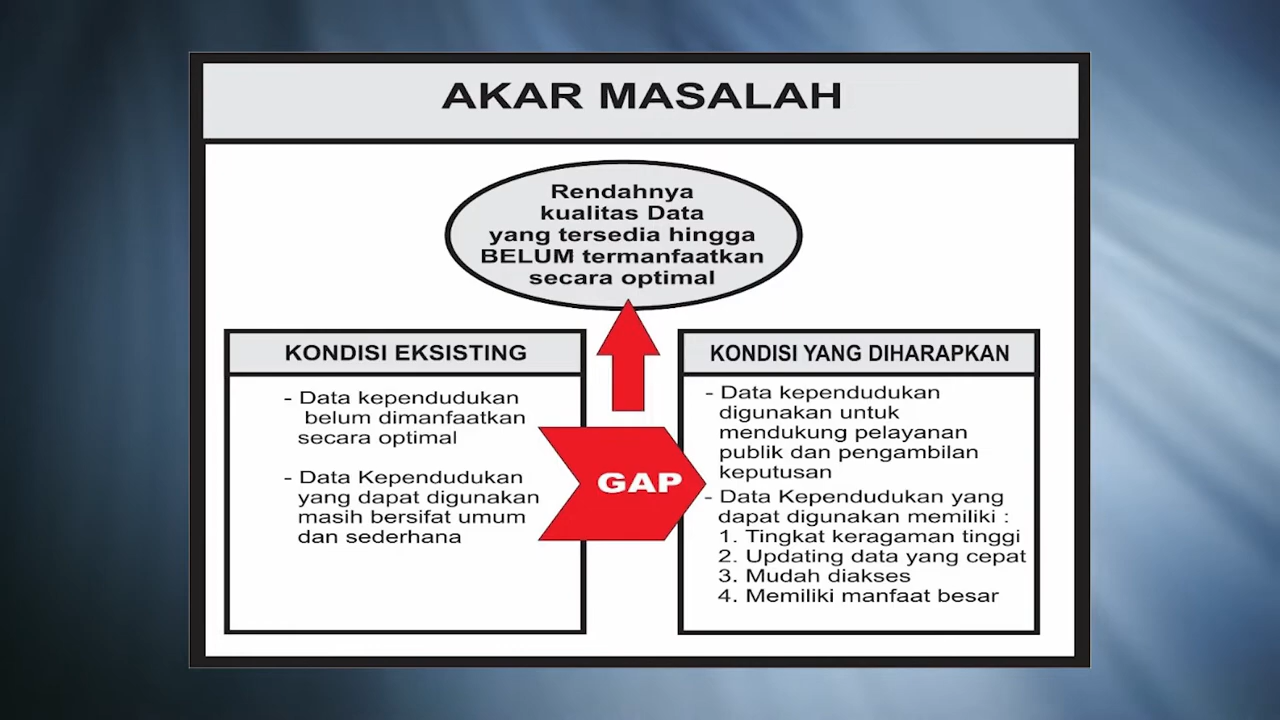 AKAR MASALAH
Rendahnya
kualitas Data
yang tersedia hingga
BELUM termanfaatkan
secara optimal
KONDISI EKSISTING
- Data kependudukan
belum dimanfaatkan
secara optimal
- Data Kependudukan
yang dapat digunakan
masih bersifat umum
dan sederhana
GAP
KONDISI YANG DIHARAPKAN
- Data kependudukan
digunakan untuk
mendukung pelayanan
publik dan pengambilan
keputusan
- Data Kependudukan yang
dapat digunakan memiliki :
1. Tingkat keragaman tinggi
2. Updating data yang cepat
3. Mudah diakses
4. Memiliki manfaat besar